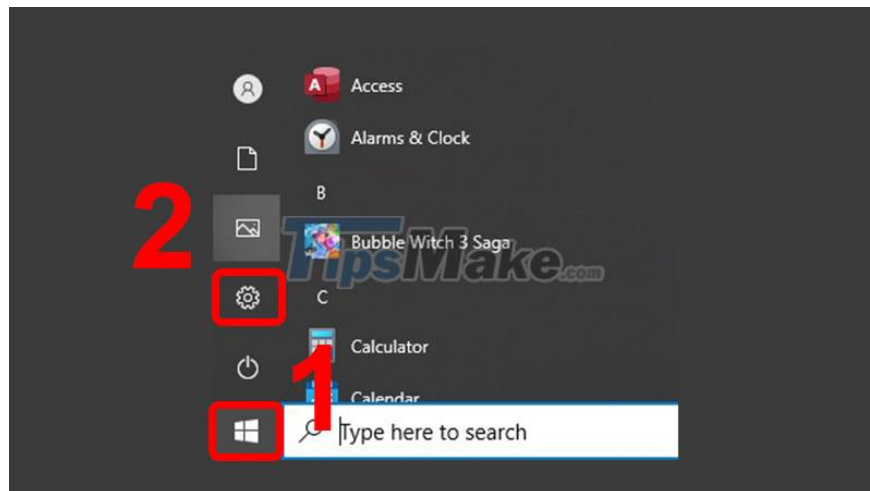 Access
Alarms & Clock
B
2
Bubble Witch 3 Saga
TipsMake.com
C
Calculator
1
Calendar
Type here to search